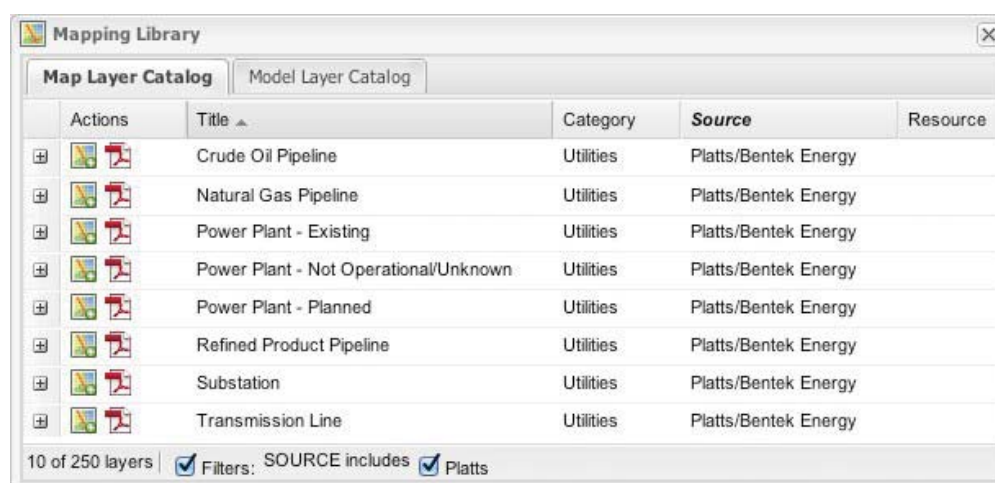 Mapping Library
Map Layer Catalog Model Layer Catalog
Actions Title Category Source Resource
Crude Oil Pipeline Utilities Platts/Bentek Energy
Natural Gas Pipeline Utilities Platts/Bentek Energy
Power Plant - Existing Utilities Platts/Bentek Energy
Power Plant - Not Operational/Unknown Utilities Platts/Bentek Energy
Power Plant - Planned Utilities Platts/Bentek Energy
Refined Product Pipeline Utilities Platts/Bentek Energy
Substation Utilities Platts/Bentek Energy
Transmission Line Utilities Platts/Bentek Energy
10 of 250 layers Filters: SOURCE includes Platts